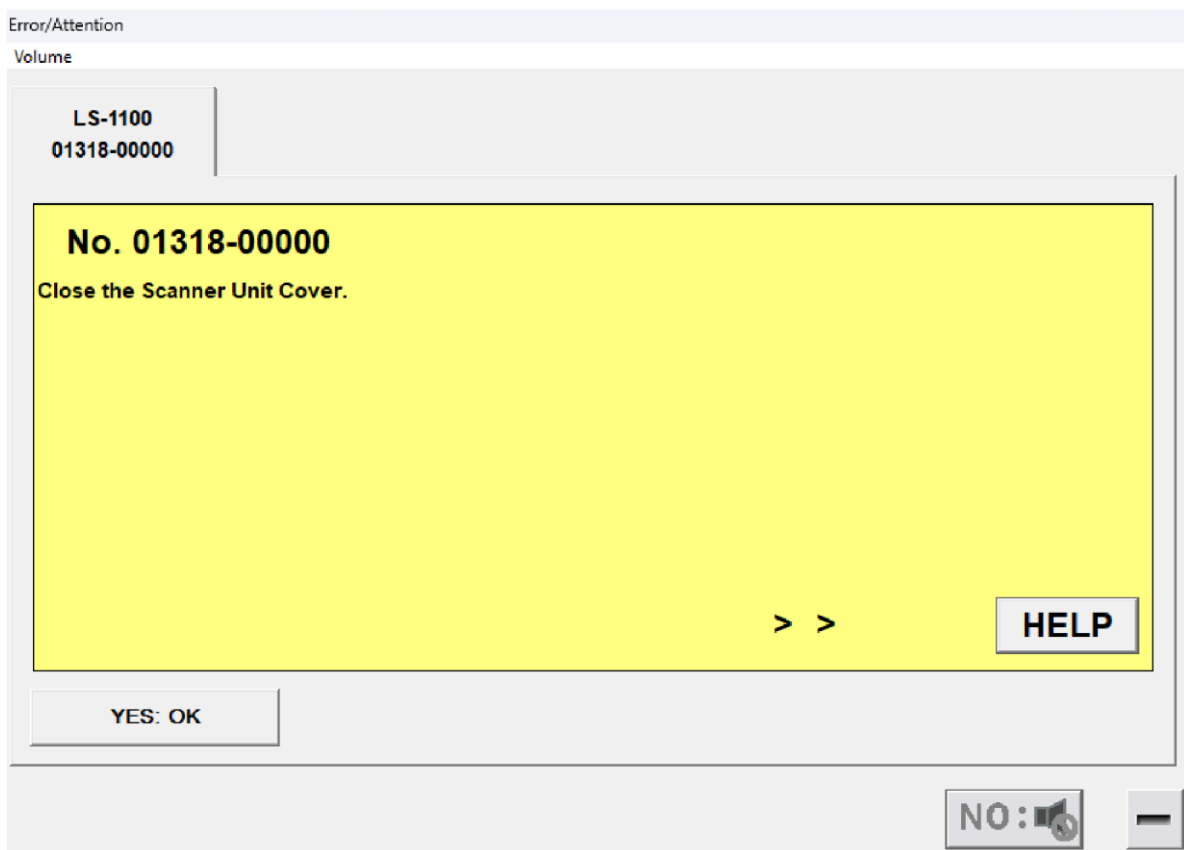 Error/Attention
Volume
LS-1100
01318-00000
No. 01318-00000
Close the Scanner Unit Cover.
> >
HELP
YES: OK
NO: